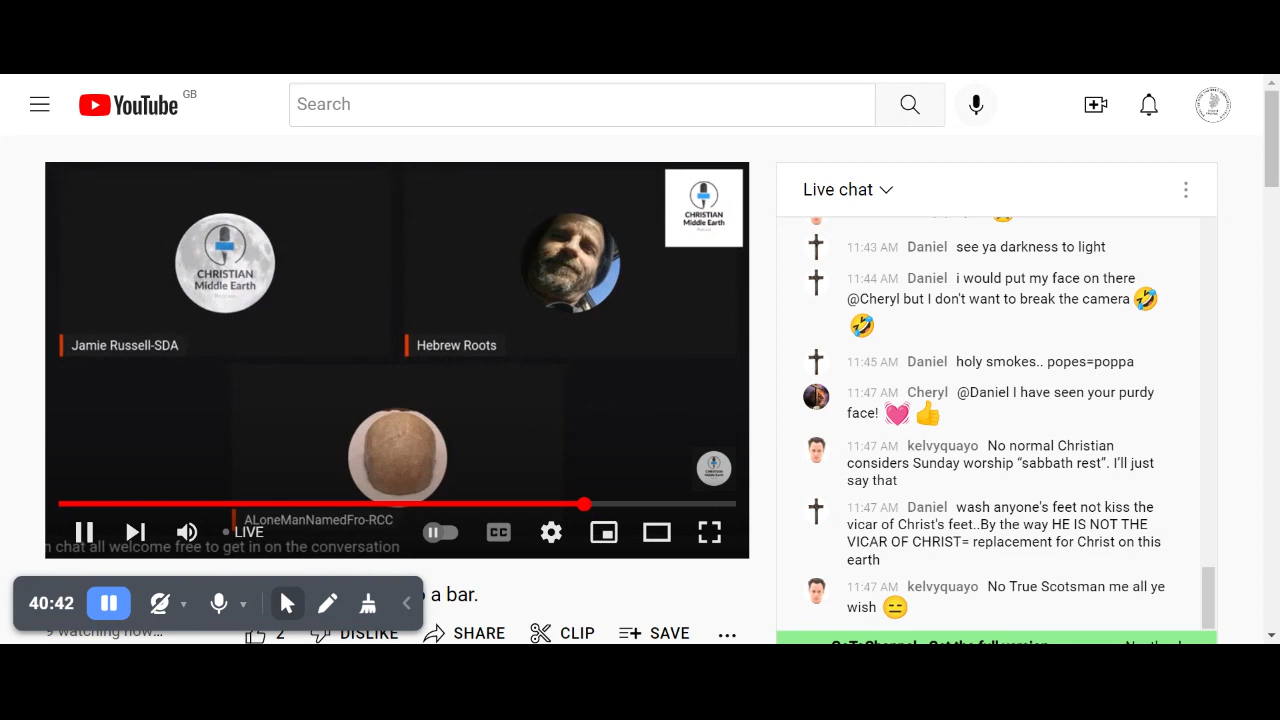 YouTube GB
Search
CHRISTIAN
Middle Earth
Podcast
CHRISTIAN
Middle Earth
Jamie Russell-SDA
Hebrew Roots
ALoneManNamedFro-RCC
LIVE
CC
n chat all welcome free to get in on the conversation
40:42
a bar.
9 watching now...
2
DISLIKE
SHARE
CLIP
SAVE
Live chat
11:43 AM Daniel see ya darkness to light
11:44 AM Daniel i would put my face on there
@Cheryl but I don't want to break the camera 🤣
🤣
11:45 AM Daniel holy smokes.. popes=poppa
11:47 AM Cheryl @Daniel I have seen your purdy
face! 💓 👍
11:47 AM kelvyquayo No normal Christian
considers Sunday worship “sabbath rest”. I’ll just
say that
11:47 AM Daniel wash anyone's feet not kiss the
vicar of Christ's feet..By the way HE IS NOT THE
VICAR OF CHRIST= replacement for Christ on this
earth
11:47 AM kelvyquayo No True Scotsman me all ye
wish 😑